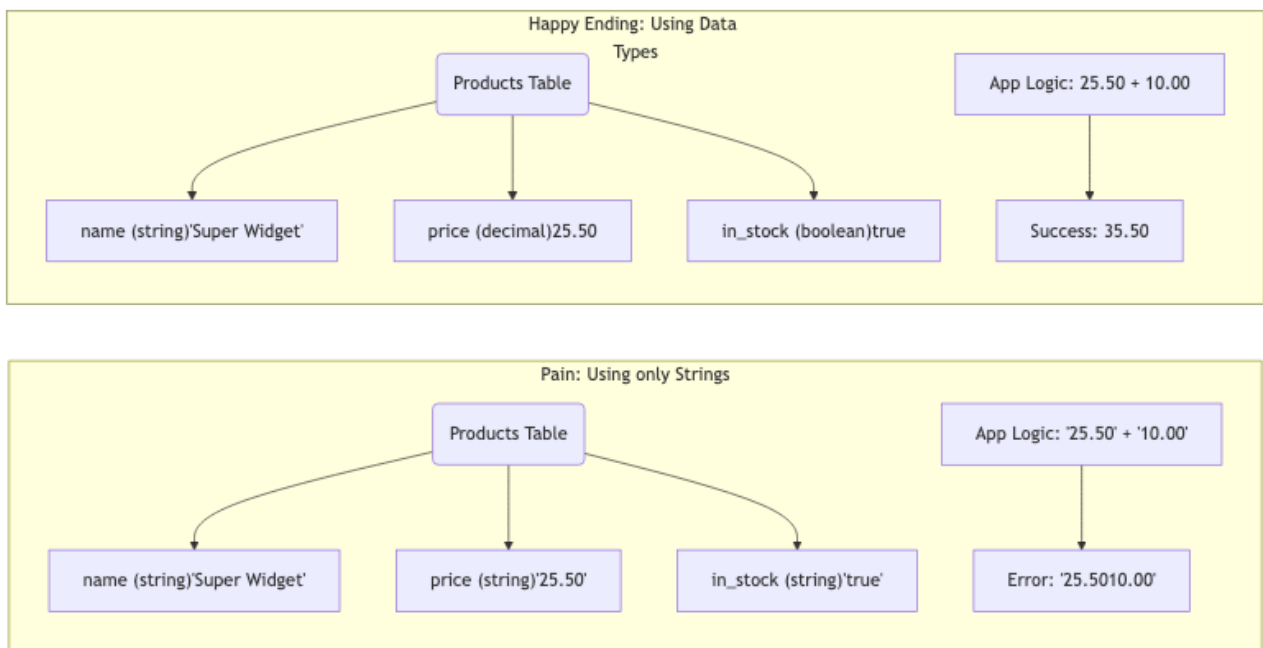 Happy Ending: Using Data
Types
Products Table
App Logic: 25.50 + 10.00
name (string)'Super Widget'
price (decimal)25.50
in_stock (boolean)true
Success: 35.50
Pain: Using only Strings
Products Table
App Logic: '25.50' + '10.00'
name (string)'Super Widget'
price (string)'25.50'
in_stock (string)'true'
Error: '25.5010.00'